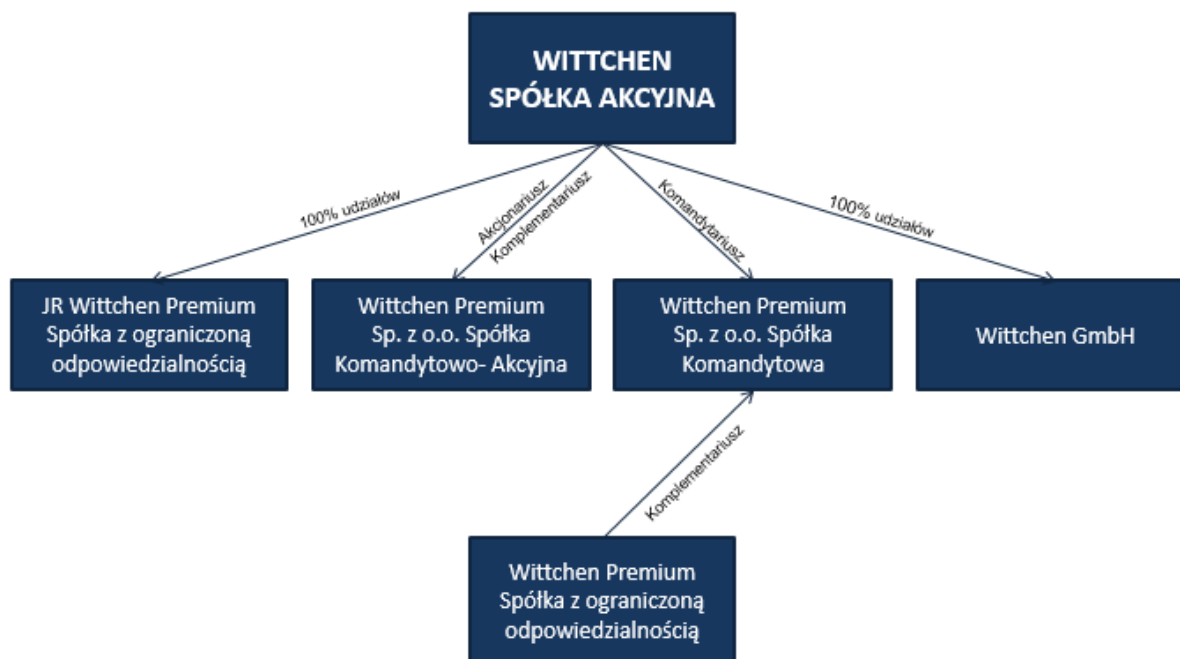 WITTCHEN
SPÓŁKA AKCYJNA
100% udziałów
Akcjonariusz
Komplementariusz
Komandytariusz
100% udziałów
JR Wittchen Premium
Spółka z ograniczoną
odpowiedzialnością
Wittchen Premium
Sp. z o.o. Spółka
Komandytowo- Akcyjna
Wittchen Premium
Sp. z o.o. Spółka
Komandytowa
Wittchen GmbH
Komplementariusz
Wittchen Premium
Spółka z ograniczoną
odpowiedzialnością